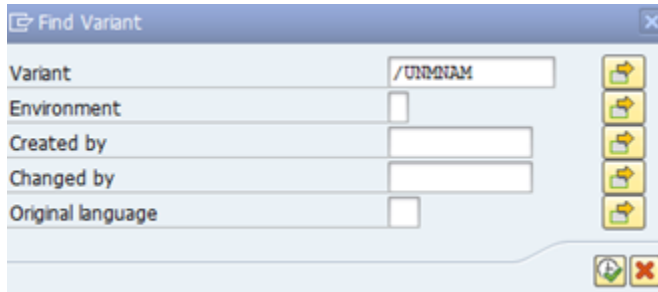 Find Variant
Variant /UNMNAM
Environment
Created by
Changed by
Original language